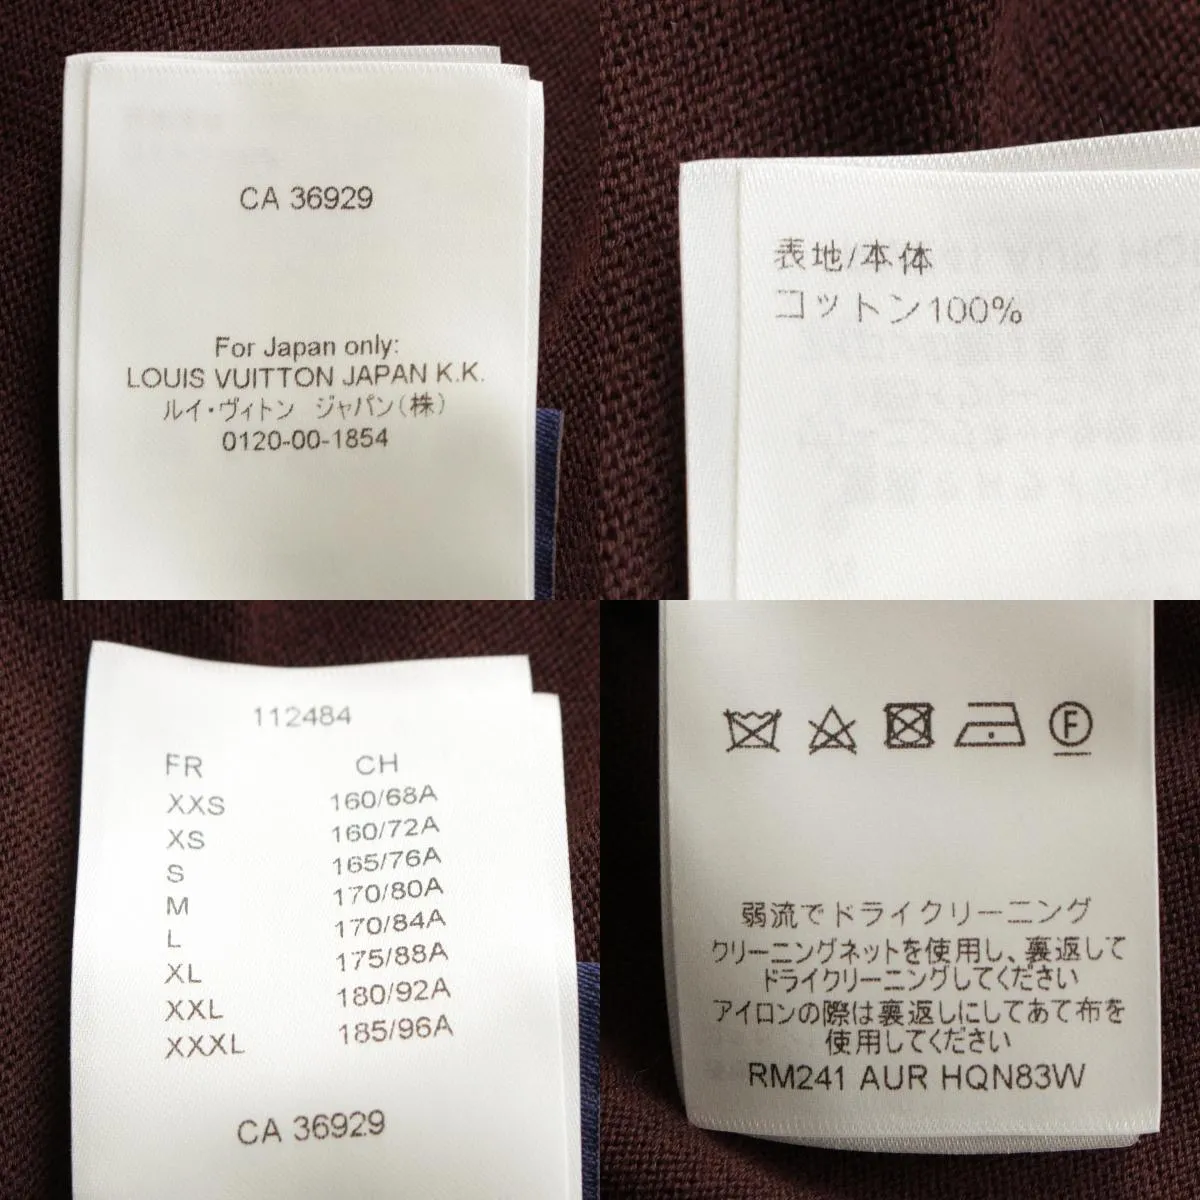 CA 36929
For Japan only:
LOUIS VUITTON JAPAN K.K.
ルイ・ヴィトン ジャパン(株)
0120-00-1854
表地/本体
コットン100%
112484
FR CH
XXS 160/68A
XS 160/72A
S 165/76A
M 170/80A
L 170/84A
XL 175/88A
XXL 180/92A
XXXL 185/96A
CA 36929
F
弱流でドライクリーニング
クリーニングネットを使用し、裏返して
ドライクリーニングしてください
アイロンの際は裏返しにしてあて布を
使用してください
RM241 AUR HQN83W